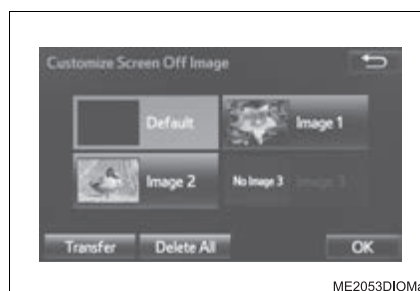 Customize Screen Off Image
Default
Image 1
Image 2
No Image 3
Image 3
Transfer
Delete All
OK
ME2053DIOMa